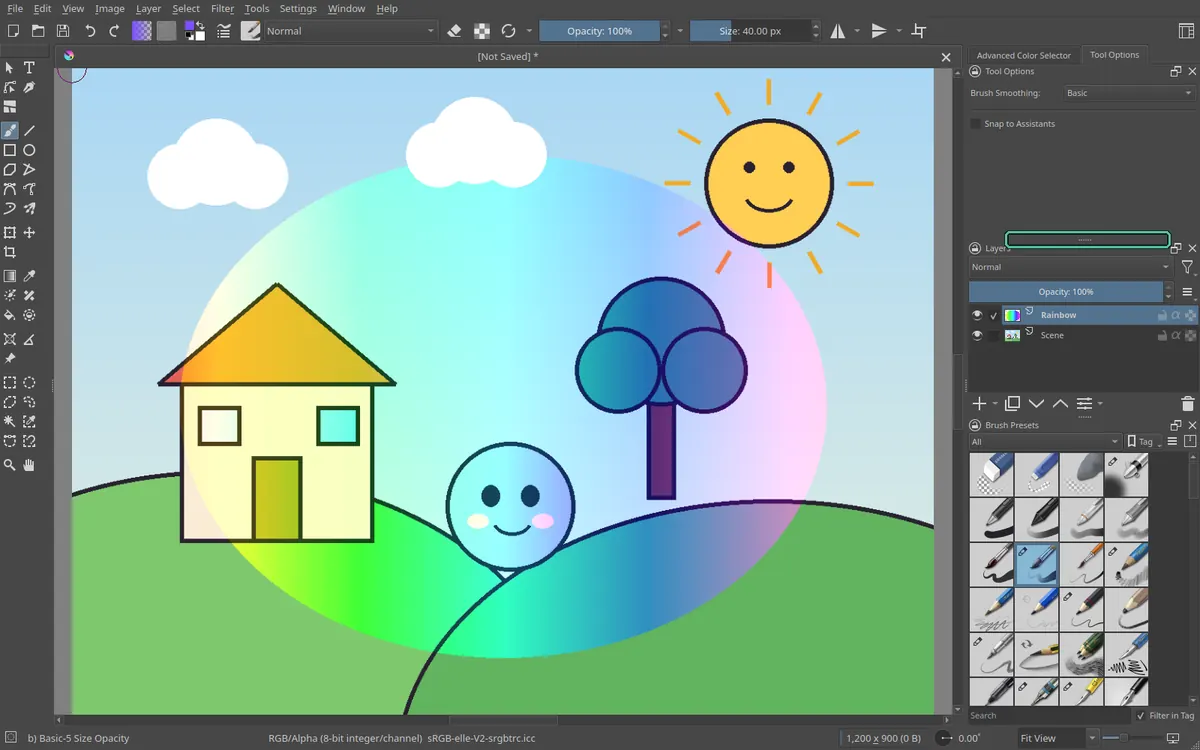 File Edit View Image Layer Select Filter Tools Settings Window Help
Normal Opacity: 100% Size: 40.00 px
[Not Saved] *
Advanced Color Selector Tool Options
Tool Options
Brush Smoothing: Basic
Snap to Assistants
Layers
Normal
Opacity: 100%
Rainbow
Scene
Brush Presets
All Tag
Search Filter in Tag
b) Basic-5 Size Opacity RGB/Alpha (8-bit integer/channel) sRGB-elle-V2-srgbtrc.icc 1,200 x 900 (0 B) 0.00° Fit View